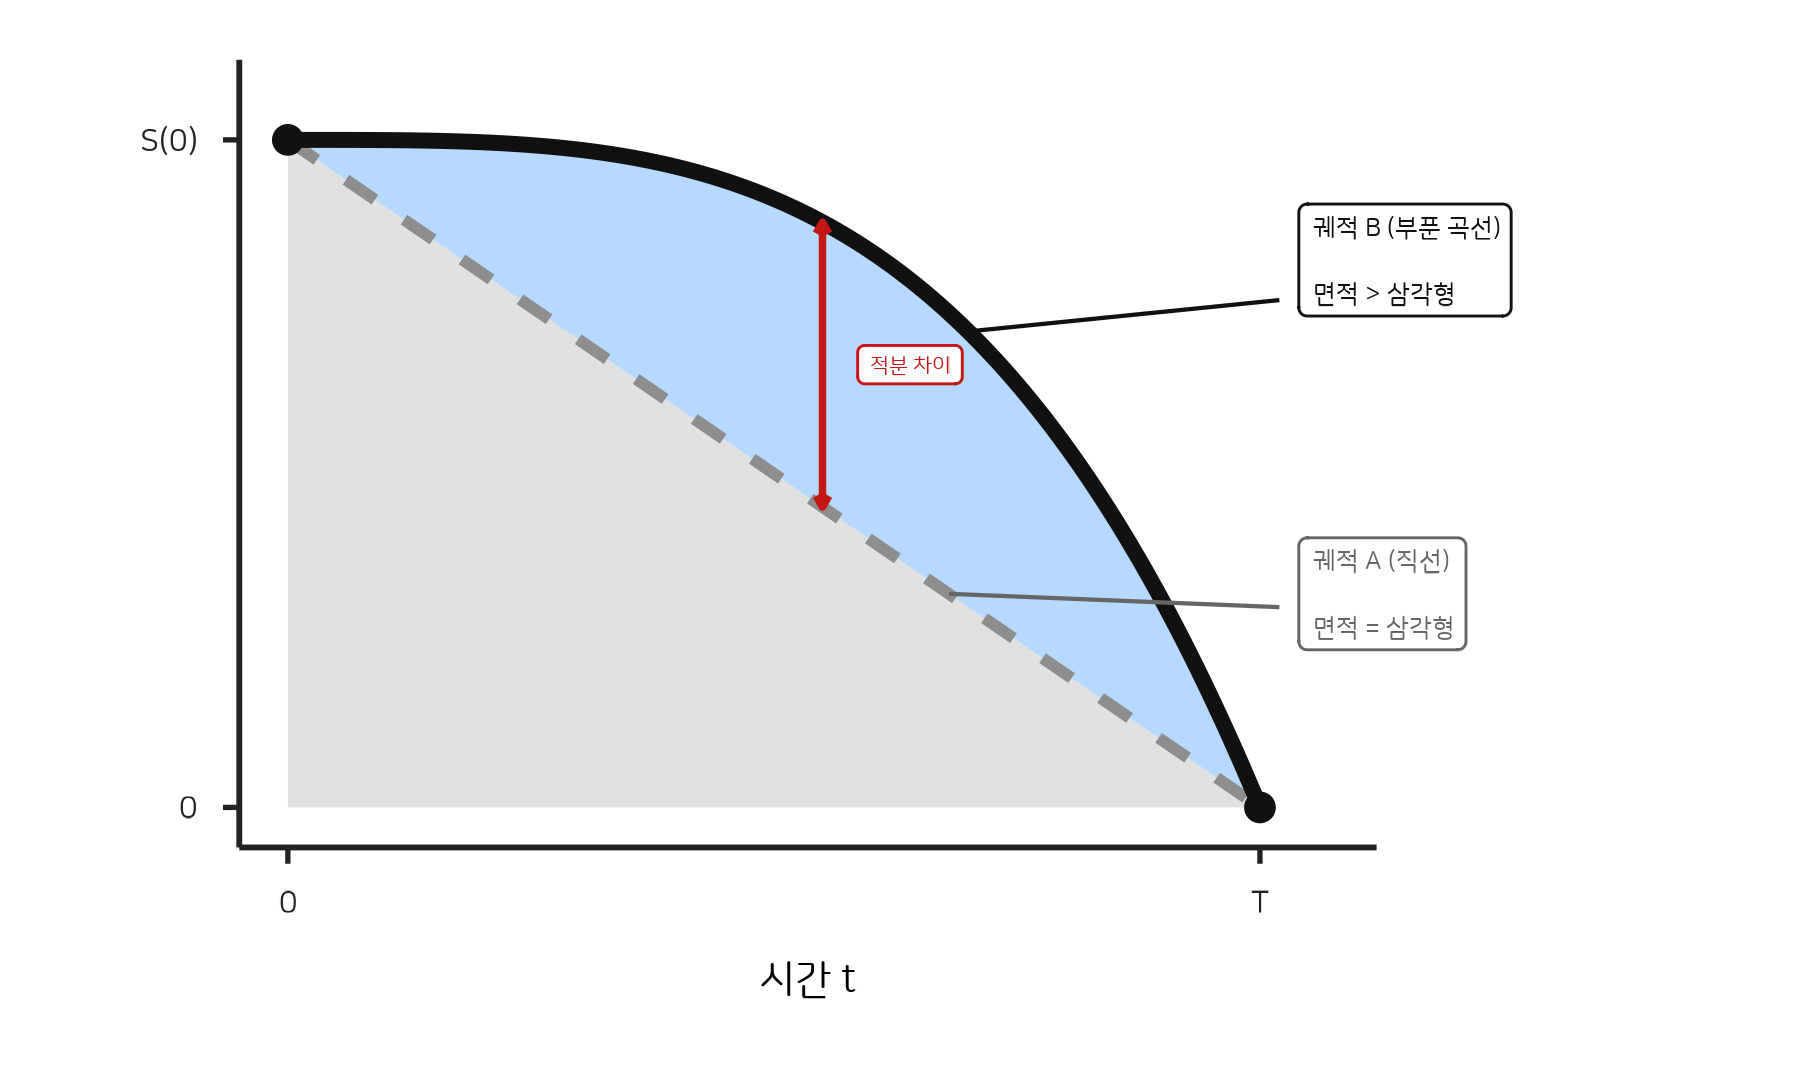 S(0)
궤적 B (부푼 곡선)
면적 > 삼각형
적분 차이
궤적 A (직선)
면적 = 삼각형
0
0
T
시간 t